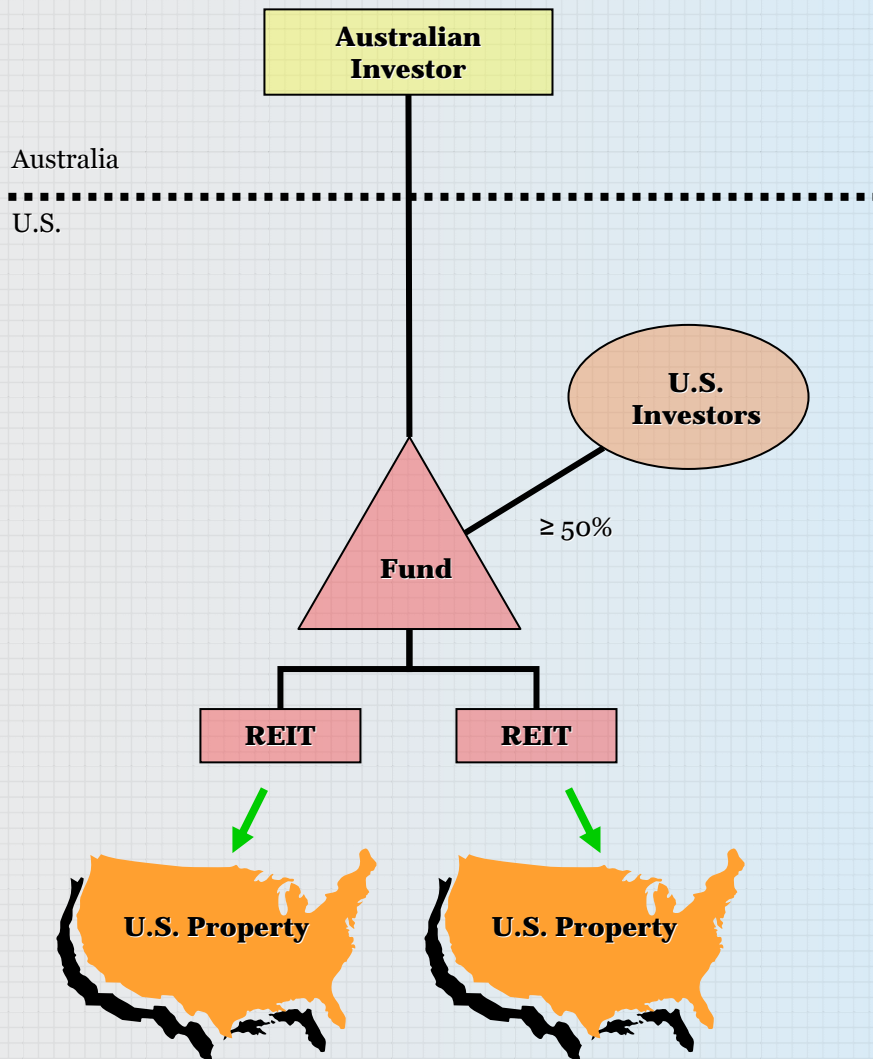 Australian
Investor
Australia
U.S.
U.S.
Investors
≥ 50%
Fund
REIT
REIT
U.S. Property
U.S. Property